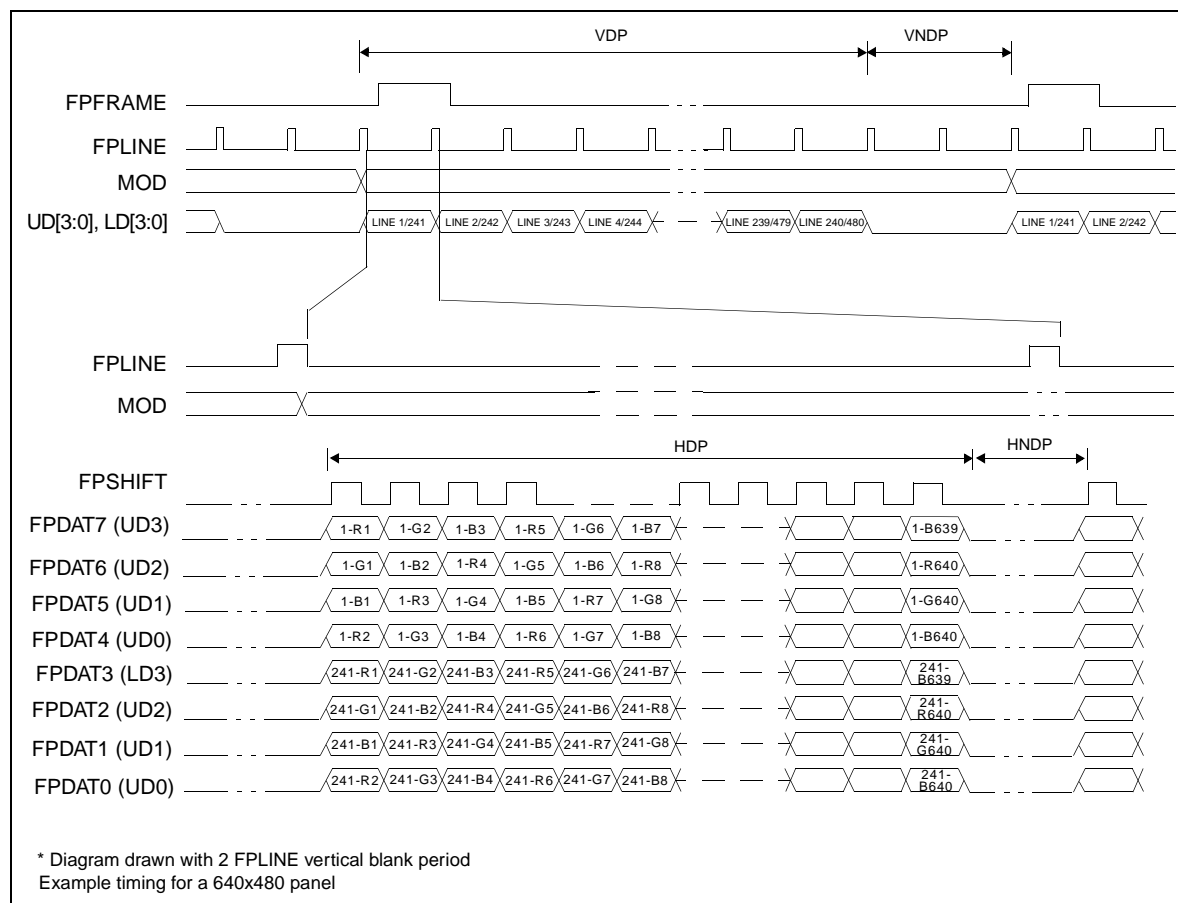 VDP VNDP
FPFRAME
FPLINE
MOD
UD[3:0], LD[3:0] LINE 1/241 LINE 2/242 LINE 3/243 LINE 4/244 LINE 239/479 LINE 240/480 LINE 1/241 LINE 2/242
FPLINE
MOD
HDP HNDP
FPSHIFT
FPDAT7 (UD3) 1-R1 1-G2 1-B3 1-R5 1-G6 1-B7 1-B639
FPDAT6 (UD2) 1-G1 1-B2 1-R4 1-G5 1-B6 1-R8 1-R640
FPDAT5 (UD1) 1-B1 1-R3 1-G4 1-B5 1-R7 1-G8 1-G640
FPDAT4 (UD0) 1-R2 1-G3 1-B4 1-R6 1-G7 1-B8 1-B640
FPDAT3 (LD3) 241-R1 241-G2 241-B3 241-R5 241-G6 241-B7 241-B639
FPDAT2 (UD2) 241-G1 241-B2 241-R4 241-G5 241-B6 241-R8 241-R640
FPDAT1 (UD1) 241-B1 241-R3 241-G4 241-B5 241-R7 241-G8 241-G640
FPDAT0 (UD0) 241-R2 241-G3 241-B4 241-R6 241-G7 241-B8 241-B640
* Diagram drawn with 2 FPLINE vertical blank period
Example timing for a 640x480 panel